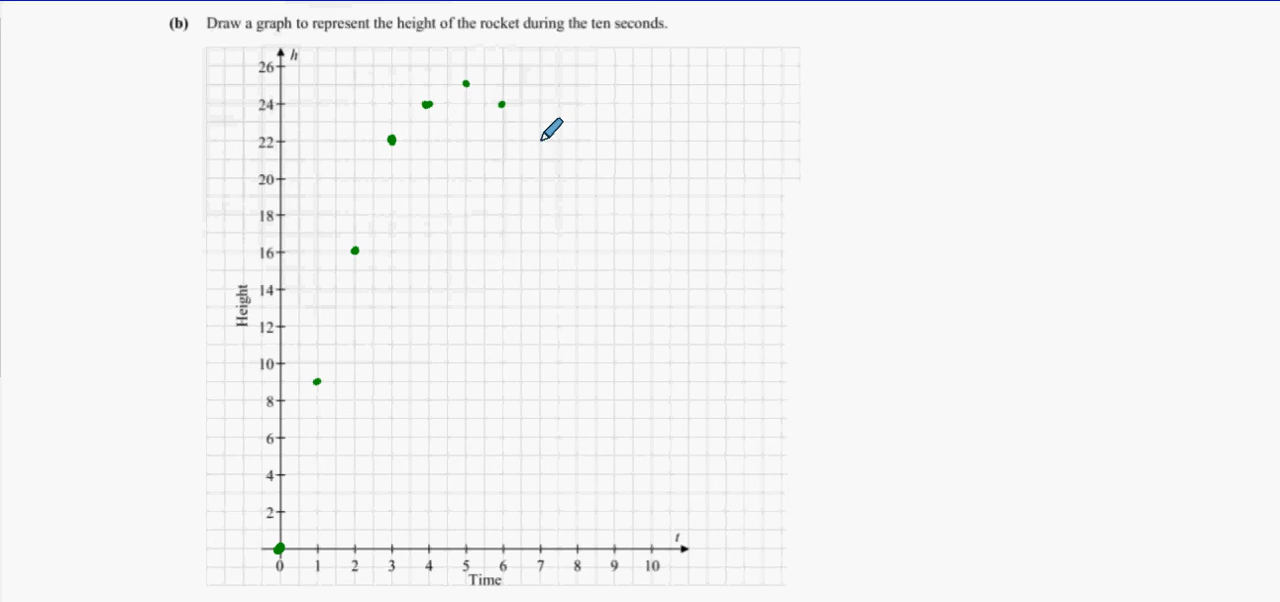 (b) Draw a graph to represent the height of the rocket during the ten seconds.
h
26
24
22
20
18
16
14
Height
12
10
8
6
4
2
t
0 1 2 3 4 5 6 7 8 9 10
Time